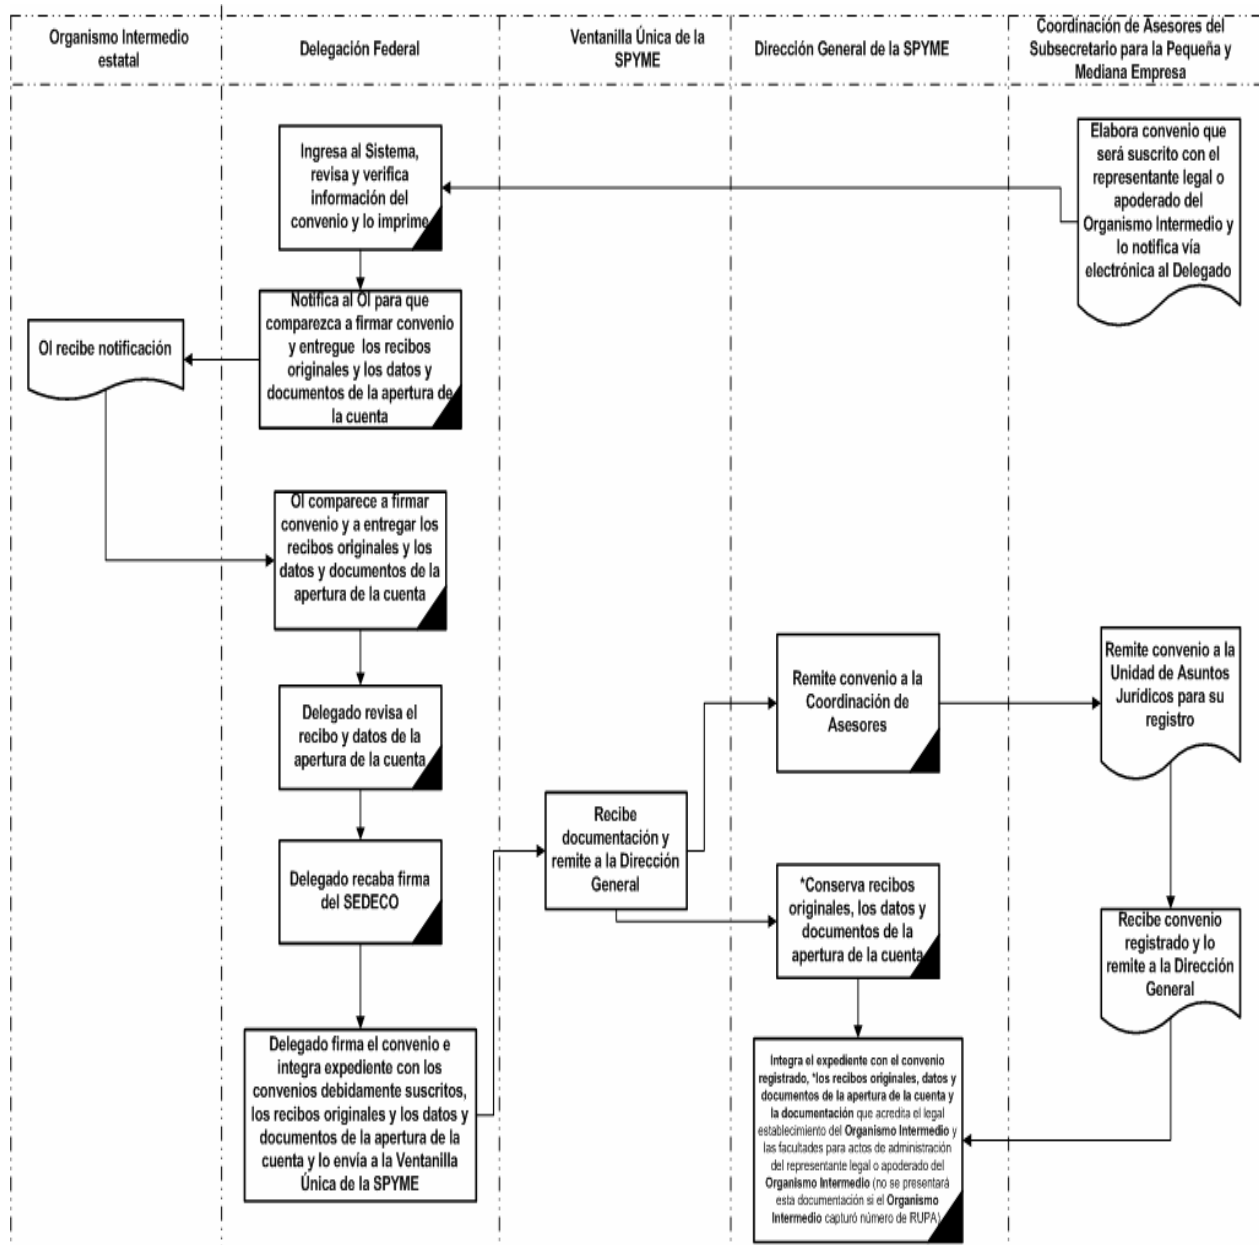 Organismo Intermedio
estatal
Delegación Federal
Ventanilla Única de la
SPYME
Dirección General de la SPYME
Coordinación de Asesores del
Subsecretario para la Pequeña y
Mediana Empresa
Elabora convenio que
será suscrito con el
representante legal o
apoderado del
Organismo Intermedio y
lo notifica vía
electrónica al Delegado
Ingresa al Sistema,
revisa y verifica
información del
convenio y lo imprime
Notifica al OI para que
comparezca a firmar convenio
y entregue los recibos
originales y los datos y
documentos de la apertura de
la cuenta
OI recibe notificación
OI comparece a firmar
convenio y a entregar los
recibos originales y los
datos y documentos de la
apertura de la cuenta
Delegado revisa el
recibo y datos de la
apertura de la cuenta
Delegado recaba firma
del SEDECO
Delegado firma el convenio e
integra expediente con los
convenios debidamente suscritos,
los recibos originales y los datos y
documentos de la apertura de la
cuenta y lo envía a la Ventanilla
Única de la SPYME
Recibe
documentación y
remite a la Dirección
General
Remite convenio a la
Coordinación de
Asesores
Remite convenio a la
Unidad de Asuntos
Jurídicos para su
registro
*Conserva recibos
originales, los datos y
documentos de la
apertura de la cuenta
Recibe convenio
registrado y lo
remite a la Dirección
General
Integra el expediente con el convenio
registrado, *los recibos originales, datos y
documentos de la apertura de la cuenta y
la documentación que acredita el legal
establecimiento del Organismo Intermedio y
las facultades para actos de administración
del representante legal o apoderado del
Organismo Intermedio (no se presentará
esta documentación si el Organismo
Intermedio capturó número de RUPA)